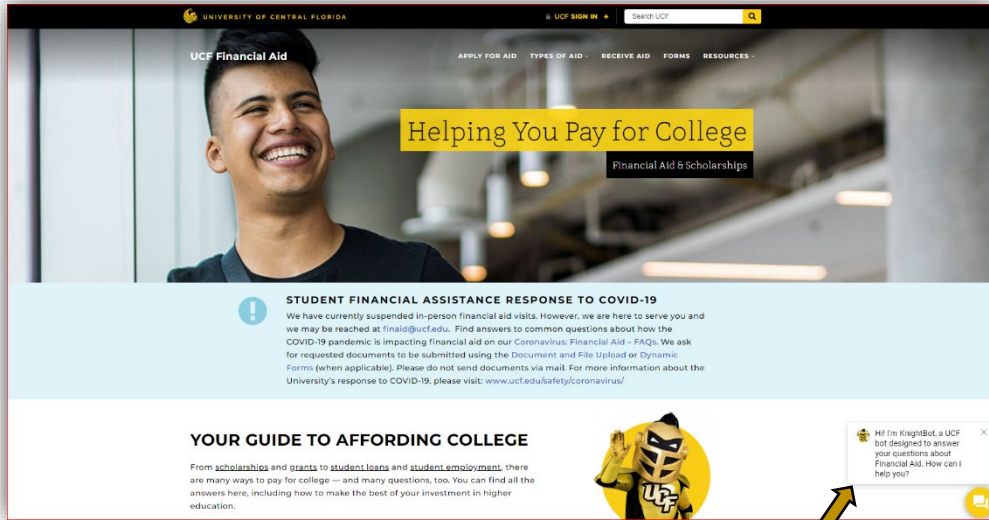 UNIVERSITY OF CENTRAL FLORIDA
UCF SIGN IN +
Search UCF
UCF Financial Aid
APPLY FOR AID TYPES OF AID RECEIVE AID FORMS RESOURCES
Helping You Pay for College
Financial Aid & Scholarships
STUDENT FINANCIAL ASSISTANCE RESPONSE TO COVID-19
We have currently suspended in-person financial aid visits. However, we are here to serve you and
we may be reached at finaid@ucf.edu. Find answers to common questions about how the
COVID-19 pandemic is impacting financial aid on our Coronavirus: Financial Aid – FAQs. We ask
for requested documents to be submitted using the Document and File Upload or Dynamic
Forms (when applicable). Please do not send documents via mail. For more information about the
University's response to COVID-19, please visit: www.ucf.edu/safety/coronavirus/
YOUR GUIDE TO AFFORDING COLLEGE
From scholarships and grants to student loans and student employment, there
are many ways to pay for college — and many questions, too. You can find all the
answers here, including how to make the best of your investment in higher
education.
UCF
Hi! I'm KnightBot, a UCF
bot designed to answer
your questions about
Financial Aid. How can I
help you?